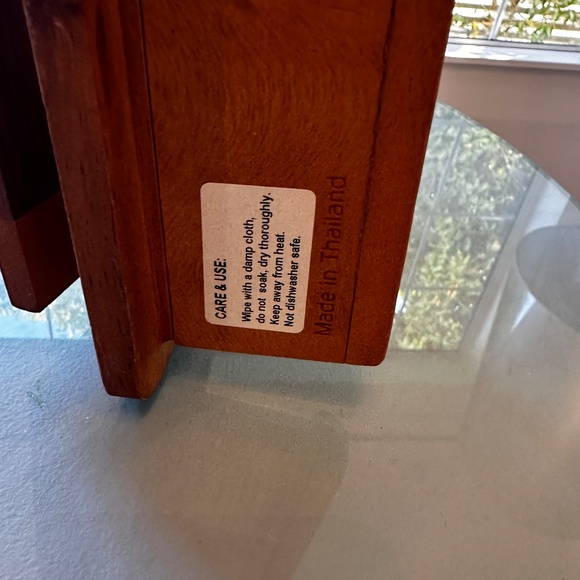 CARE & USE:
Wipe with a damp cloth,
do not soak, dry thoroughly.
Keep away from heat.
Not dishwasher safe.
Made in Thailand